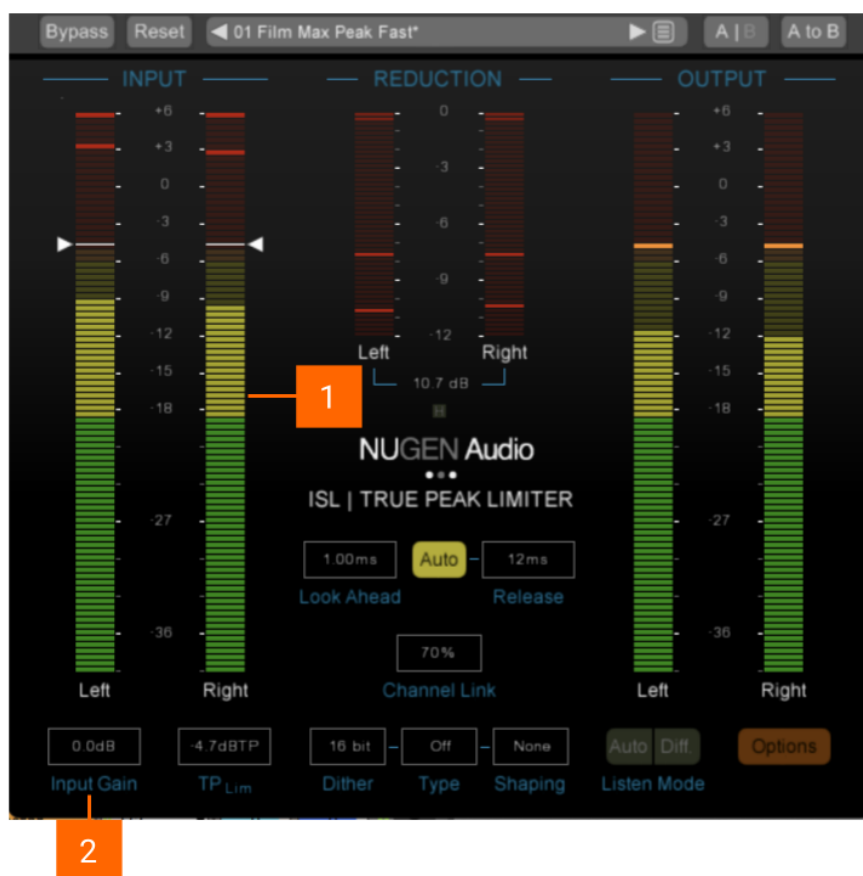 Bypass Reset ◀ 01 Film Max Peak Fast* ▶ A | B A to B
INPUT REDUCTION OUTPUT
+6 0 +6
+3 +3
-3
0 0
-3 -6 -3
-6 -6
-9
-9 -9
-12 -12 -12
Left Right
-15 10.7 dB -15
1
-18 H -18
NUGEN Audio
ISL | TRUE PEAK LIMITER
-27 -27
1.00ms Auto 12ms
Look Ahead Release
-36 70% -36
Left Right Channel Link Left Right
0.0dB -4.7dBTP 16 bit Off None Auto Diff. Options
Input Gain TP Lim Dither Type Shaping Listen Mode
2